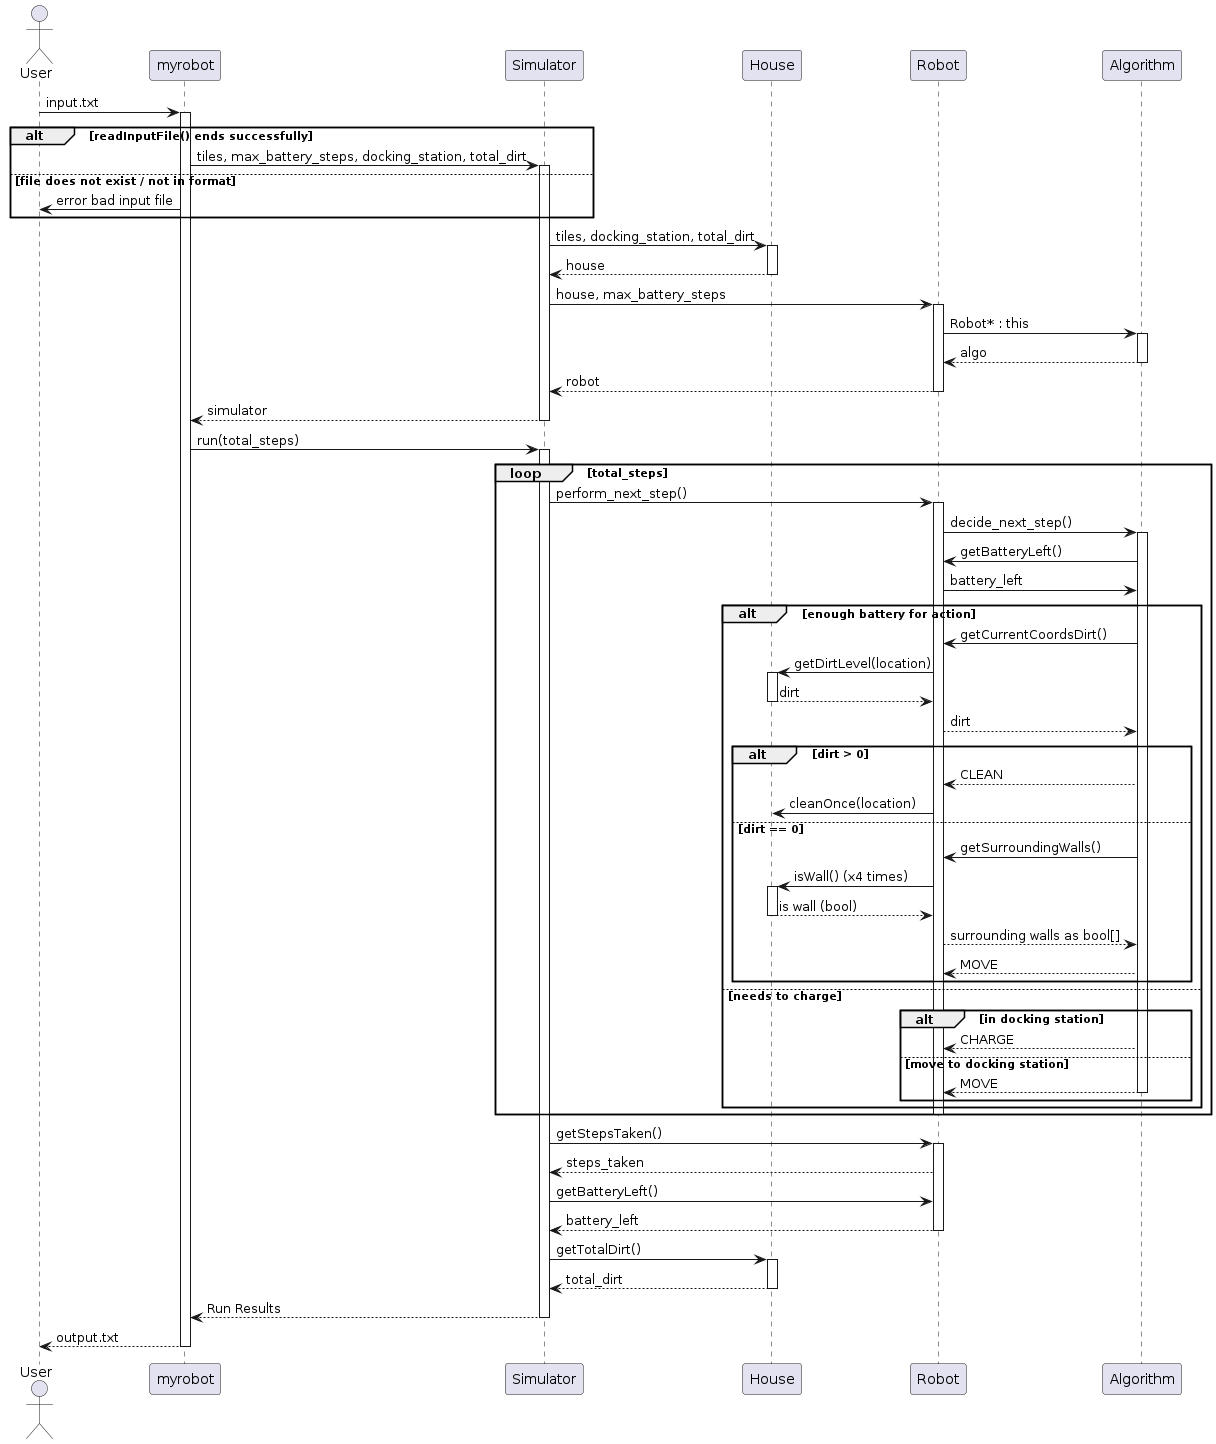 User
myrobot
Simulator
House
Robot
Algorithm
input.txt
alt
[readInputFile() ends successfully]
tiles, max_battery_steps, docking_station, total_dirt
[file does not exist / not in format]
error bad input file
tiles, docking_station, total_dirt
house
house, max_battery_steps
Robot* : this
algo
robot
simulator
run(total_steps)
loop
[total_steps]
perform_next_step()
decide_next_step()
getBatteryLeft()
battery_left
alt
[enough battery for action]
getCurrentCoordsDirt()
getDirtLevel(location)
dirt
dirt
alt
[dirt > 0]
CLEAN
cleanOnce(location)
[dirt == 0]
getSurroundingWalls()
isWall() (x4 times)
is wall (bool)
surrounding walls as bool[]
MOVE
[needs to charge]
alt
[in docking station]
CHARGE
[move to docking station]
MOVE
getStepsTaken()
steps_taken
getBatteryLeft()
battery_left
getTotalDirt()
total_dirt
Run Results
output.txt
User
myrobot
Simulator
House
Robot
Algorithm